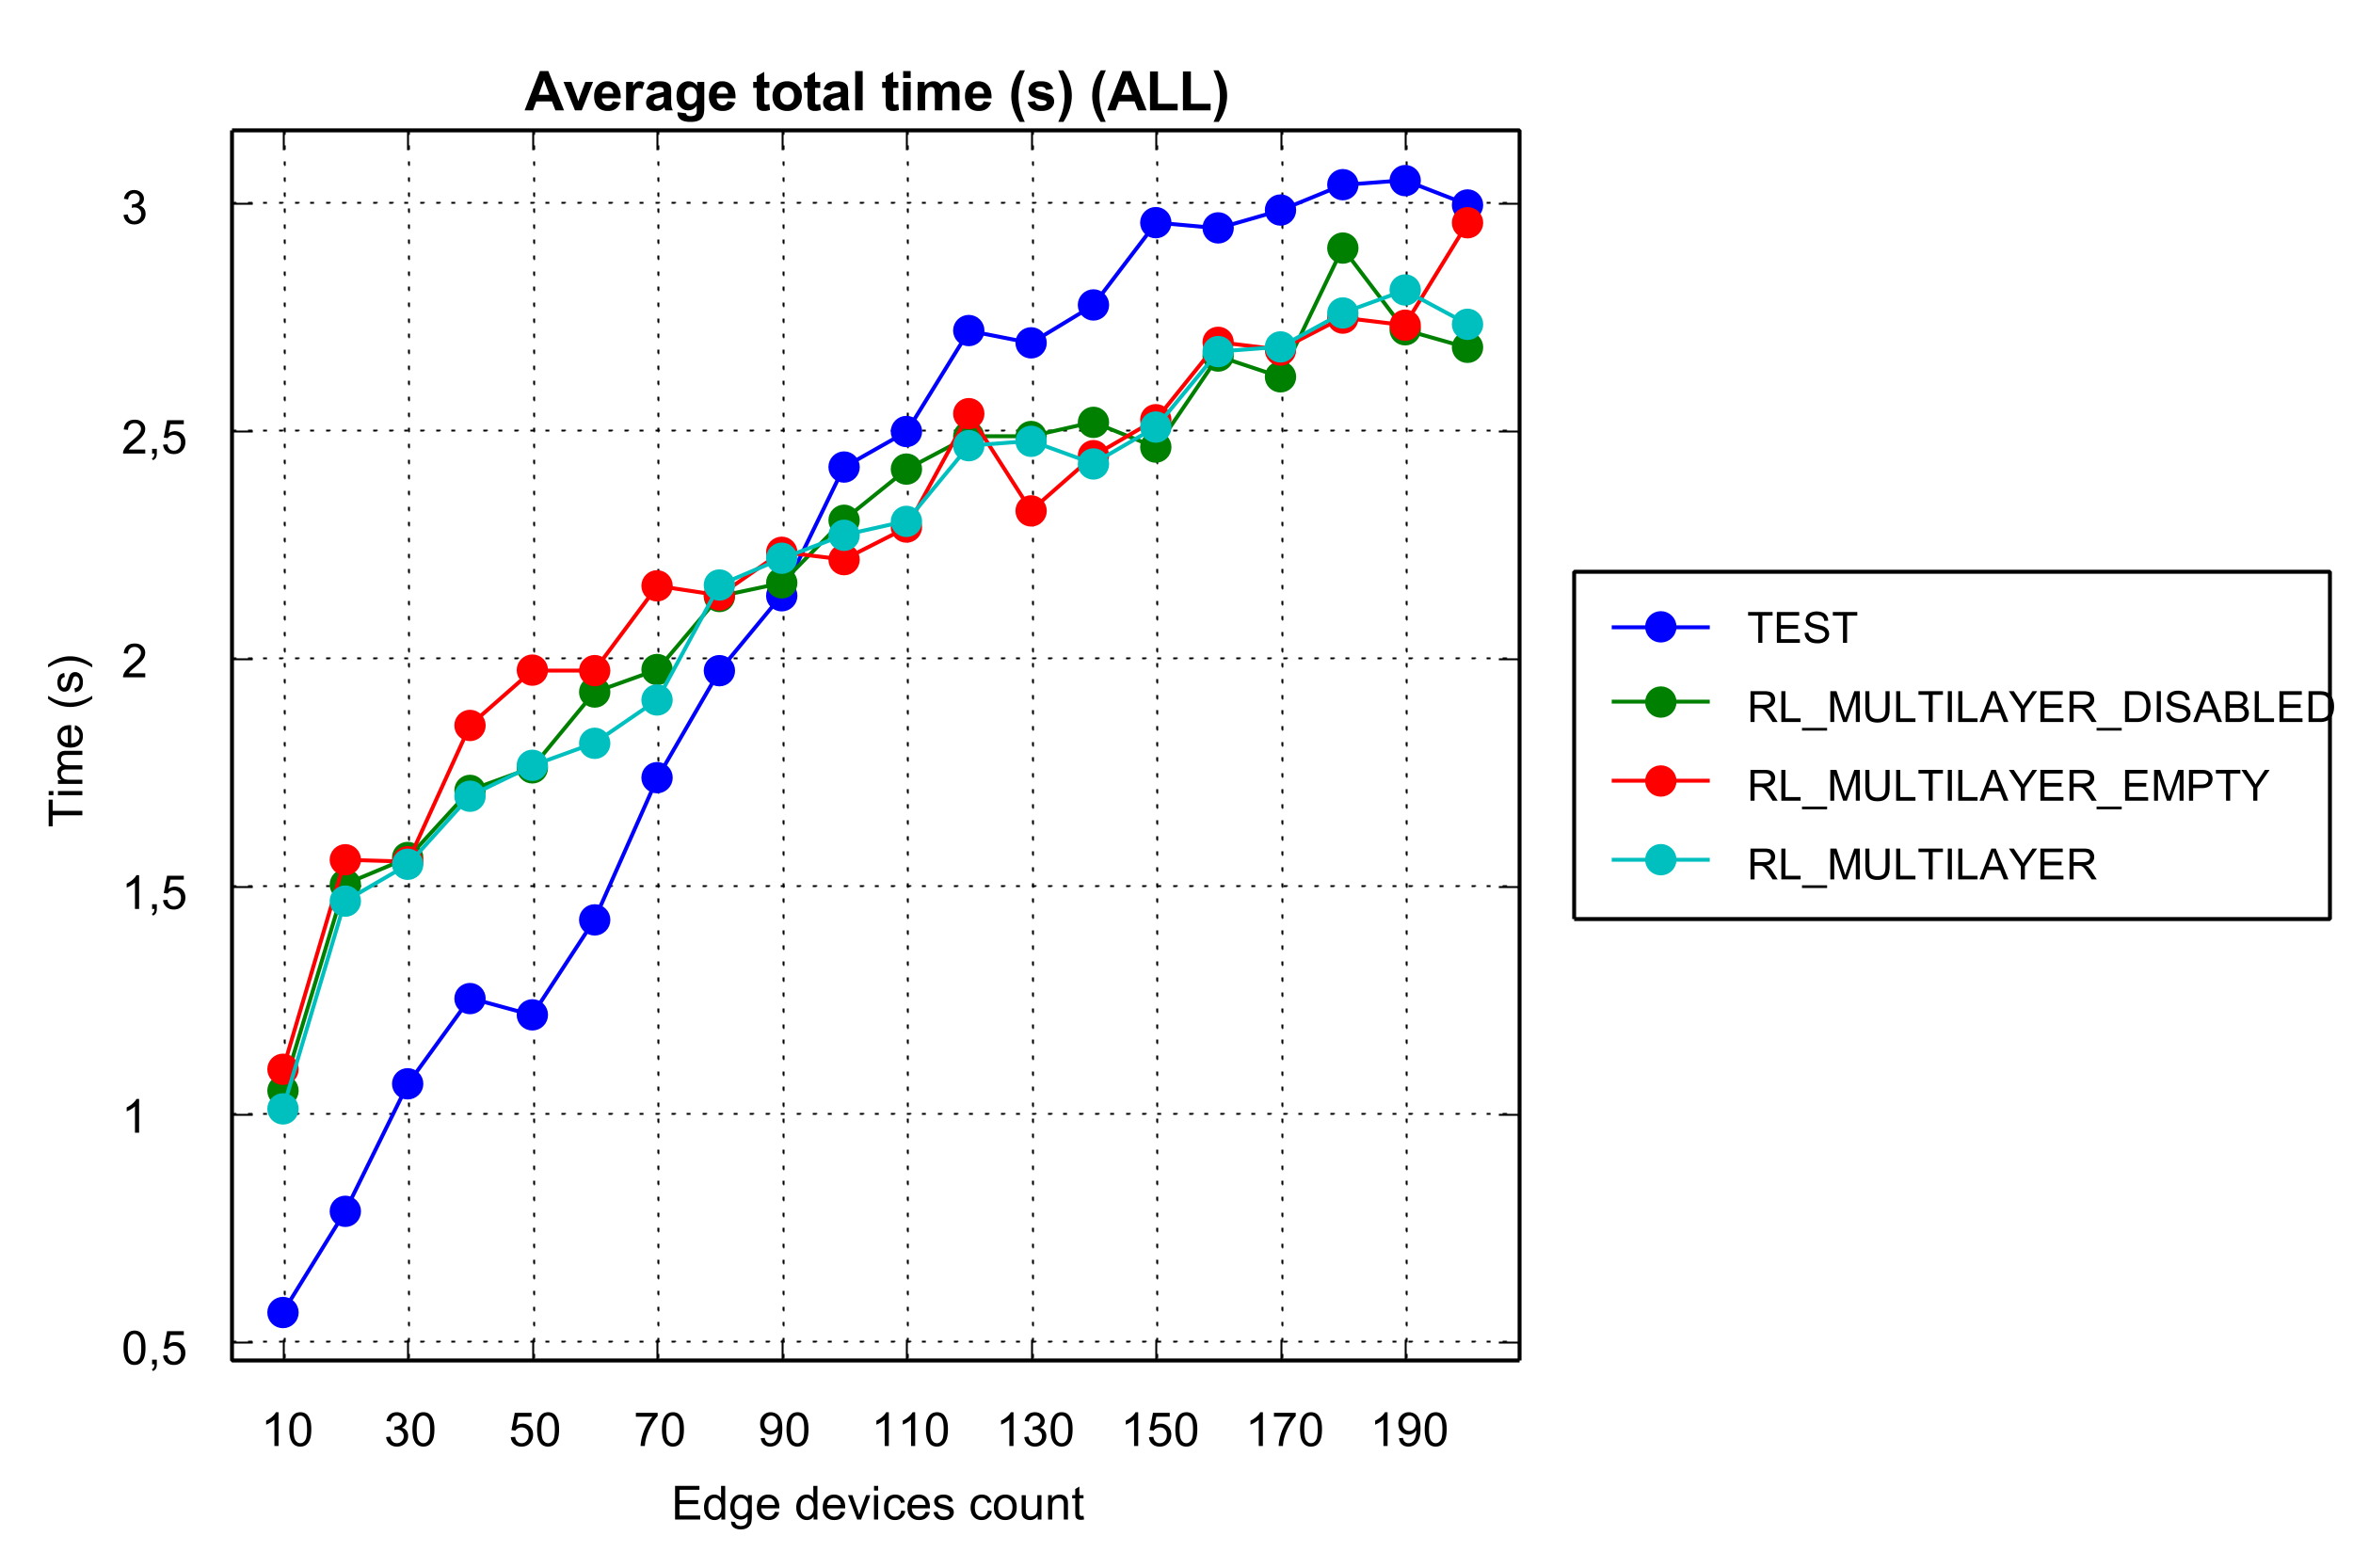 Average total time (s) (ALL)
3
2,5
2
1,5
1
0,5
Time (s)
10 30 50 70 90 110 130 150 170 190
Edge devices count
TEST
RL_MULTILAYER_DISABLED
RL_MULTILAYER_EMPTY
RL_MULTILAYER